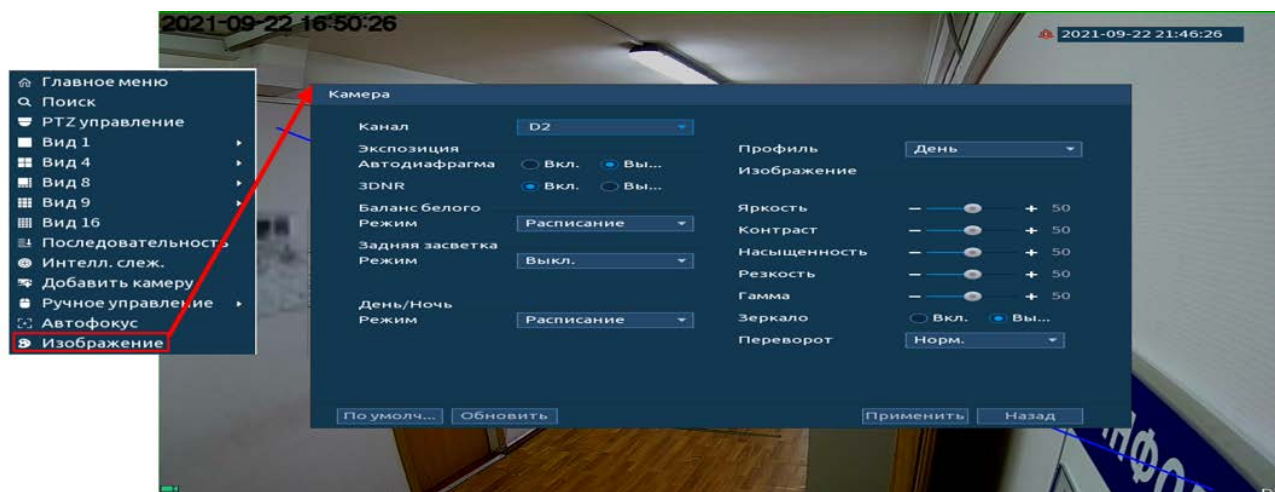 2021-09-22 16:50:26
2021-09-22 21:46:26
Главное меню
Поиск
PTZ управление
Вид 1
Вид 4
Вид 8
Вид 9
Вид 16
Последовательность
Интелл. слеж.
Добавить камеру
Ручное управление
Автофокус
Изображение
Камера
Канал D2
Экспозиция
Автодиафрагма Вкл. Вы...
3DNR Вкл. Вы...
Баланс белого
Режим Расписание
Задняя засветка
Режим Выкл.
День/Ночь
Режим Расписание
Профиль День
Изображение
Яркость 50
Контраст 50
Насыщенность 50
Резкость 50
Гамма 50
Зеркало Вкл. Вы...
Переворот Норм.
По умолч... Обновить Применить Назад